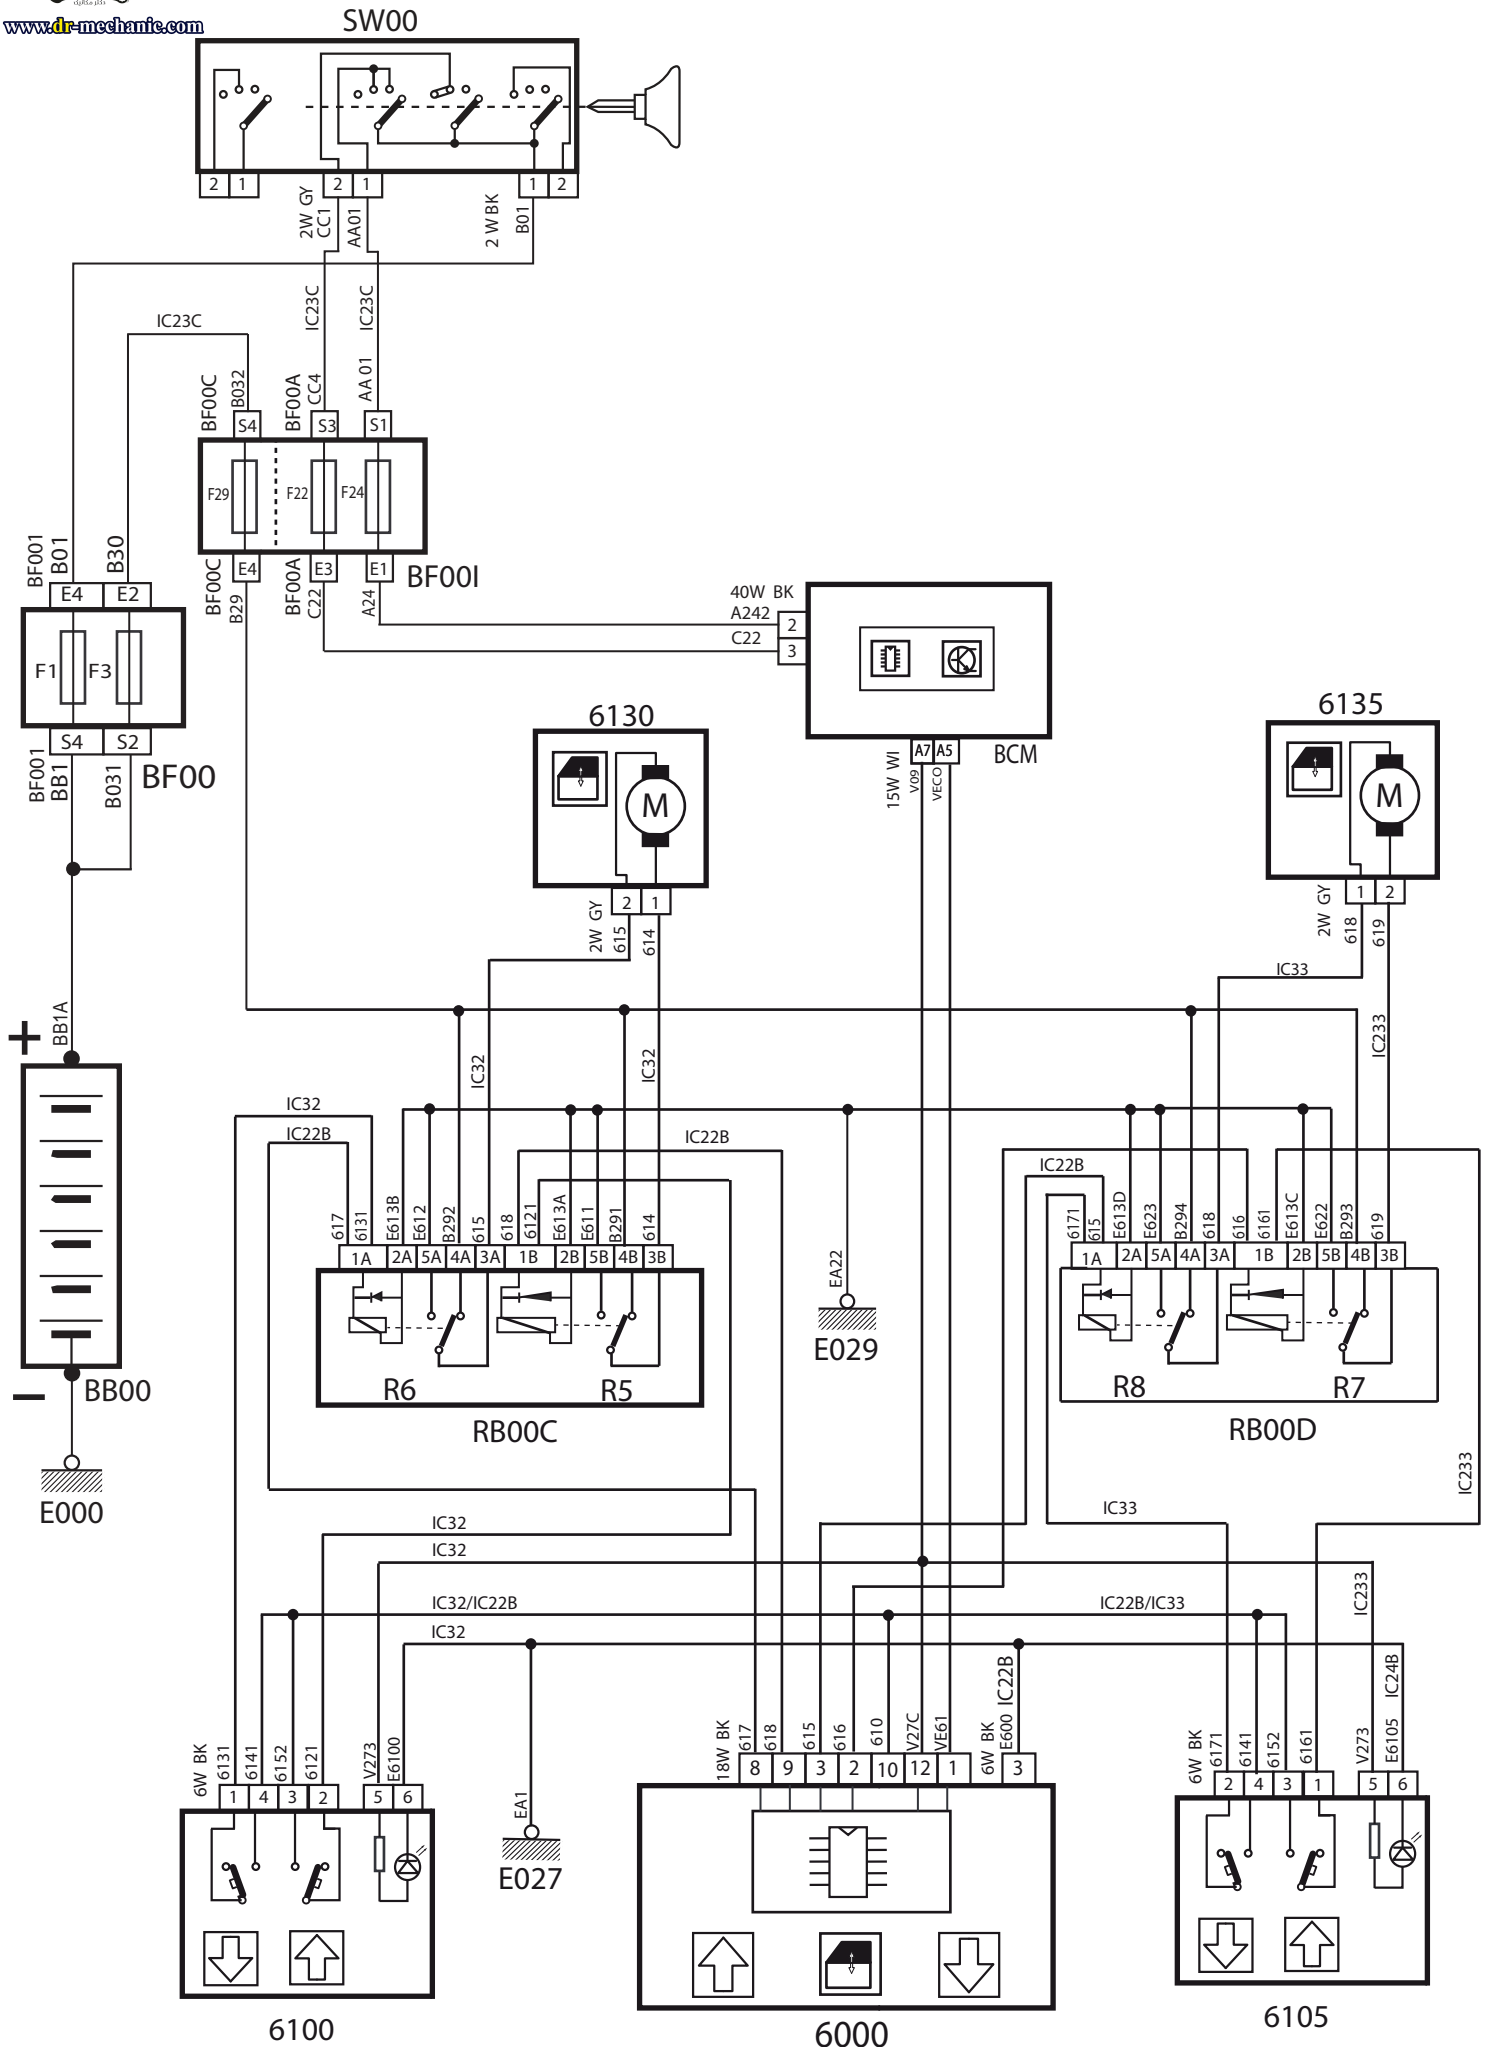 دکتر مکانیک
www.dr-mechanic.com
SW00
2 1 2 1 1 2
2W GY
CC1
AA01
2 W BK
B01
IC23C
IC23C
IC23C
BF00C
B032
BF00A
CC4
AA 01
S4 S3 S1
F29 F22 F24
E4 E3 E1
BF00I
BF00C
B29
BF00A
C22
A24
BF001
B01
B30
E4 E2
F1 F3
S4 S2
BF001
BB1
B031
BF00
40W BK
A242
C22
2
3
A7 A5
BCM
15W WI
V09
VECO
6130
M
2 1
2W GY
615
614
6135
M
1 2
2W GY
618
619
IC33
IC233
IC32
IC32
BB1A
+
−
BB00
E000
IC32
IC22B
IC22B
IC22B
617
6131
E613B
E612
B292
615
618
6121
E613A
E611
B291
614
1A 2A 5A 4A 3A 1B 2B 5B 4B 3B
R6 R5
RB00C
EA22
E029
6171
615
E613D
E623
B294
618
616
6161
E613C
E622
B293
619
1A 2A 5A 4A 3A 1B 2B 5B 4B 3B
R8 R7
RB00D
IC233
IC33
IC32
IC32
IC32/IC22B
IC22B/IC33
IC32
IC233
IC24B
IC22B
6W BK
6131
6141
6152
6121
V273
E6100
1 4 3 2 5 6
6100
EA1
E027
18W BK
617
618
615
616
610
V27C
VE61
6W BK
E600
8 9 3 2 10 12 1 3
6000
6W BK
6171
6141
6152
6161
V273
E6105
2 4 3 1 5 6
6105